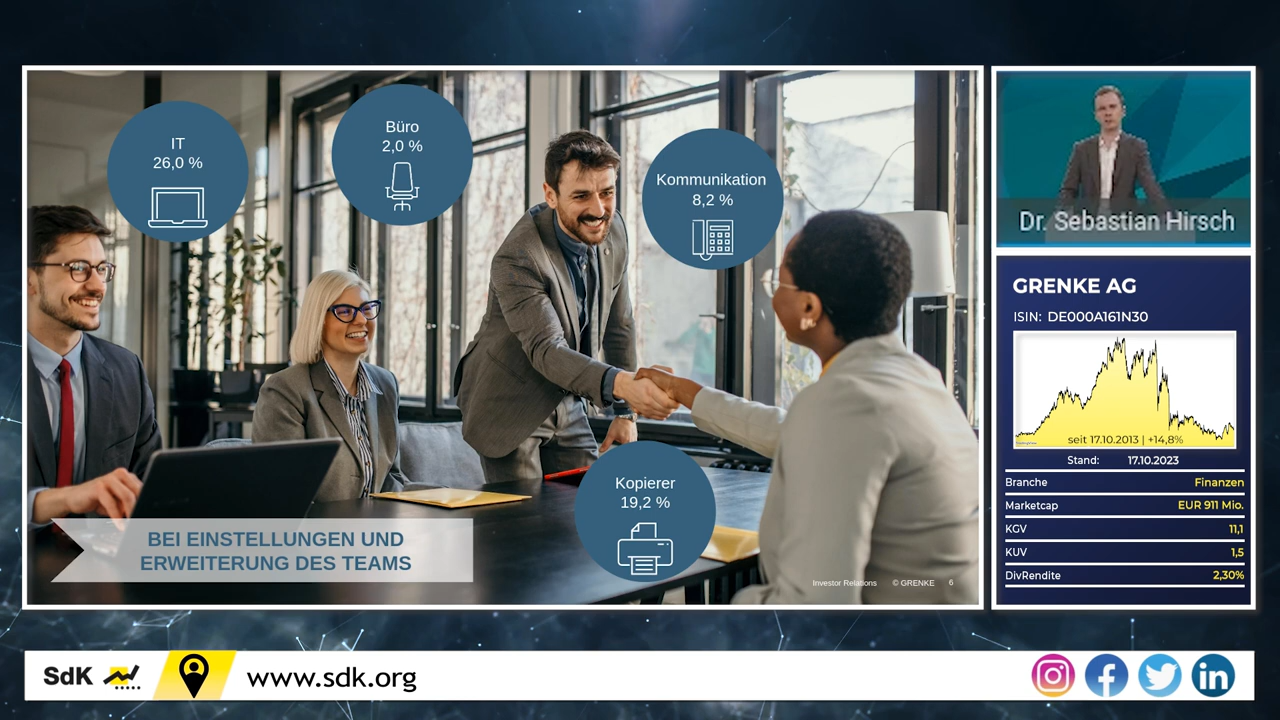 IT
26,0 %
Büro
2,0 %
Kommunikation
8,2 %
Kopierer
19,2 %
BEI EINSTELLUNGEN UND
ERWEITERUNG DES TEAMS
Investor Relations © GRENKE 6
Dr. Sebastian Hirsch
GRENKE AG
ISIN: DE000A161N30
seit 17.10.2013 | +14,8%
Stand: 17.10.2023
Branche Finanzen
Marketcap EUR 911 Mio.
KGV 11,1
KUV 1,5
DivRendite 2,30%
SdK
www.sdk.org